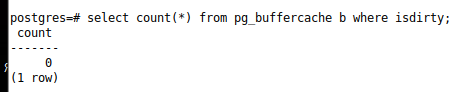 postgres=# select count(*) from pg_buffercache b where isdirty;
count
-------
0
(1 row)